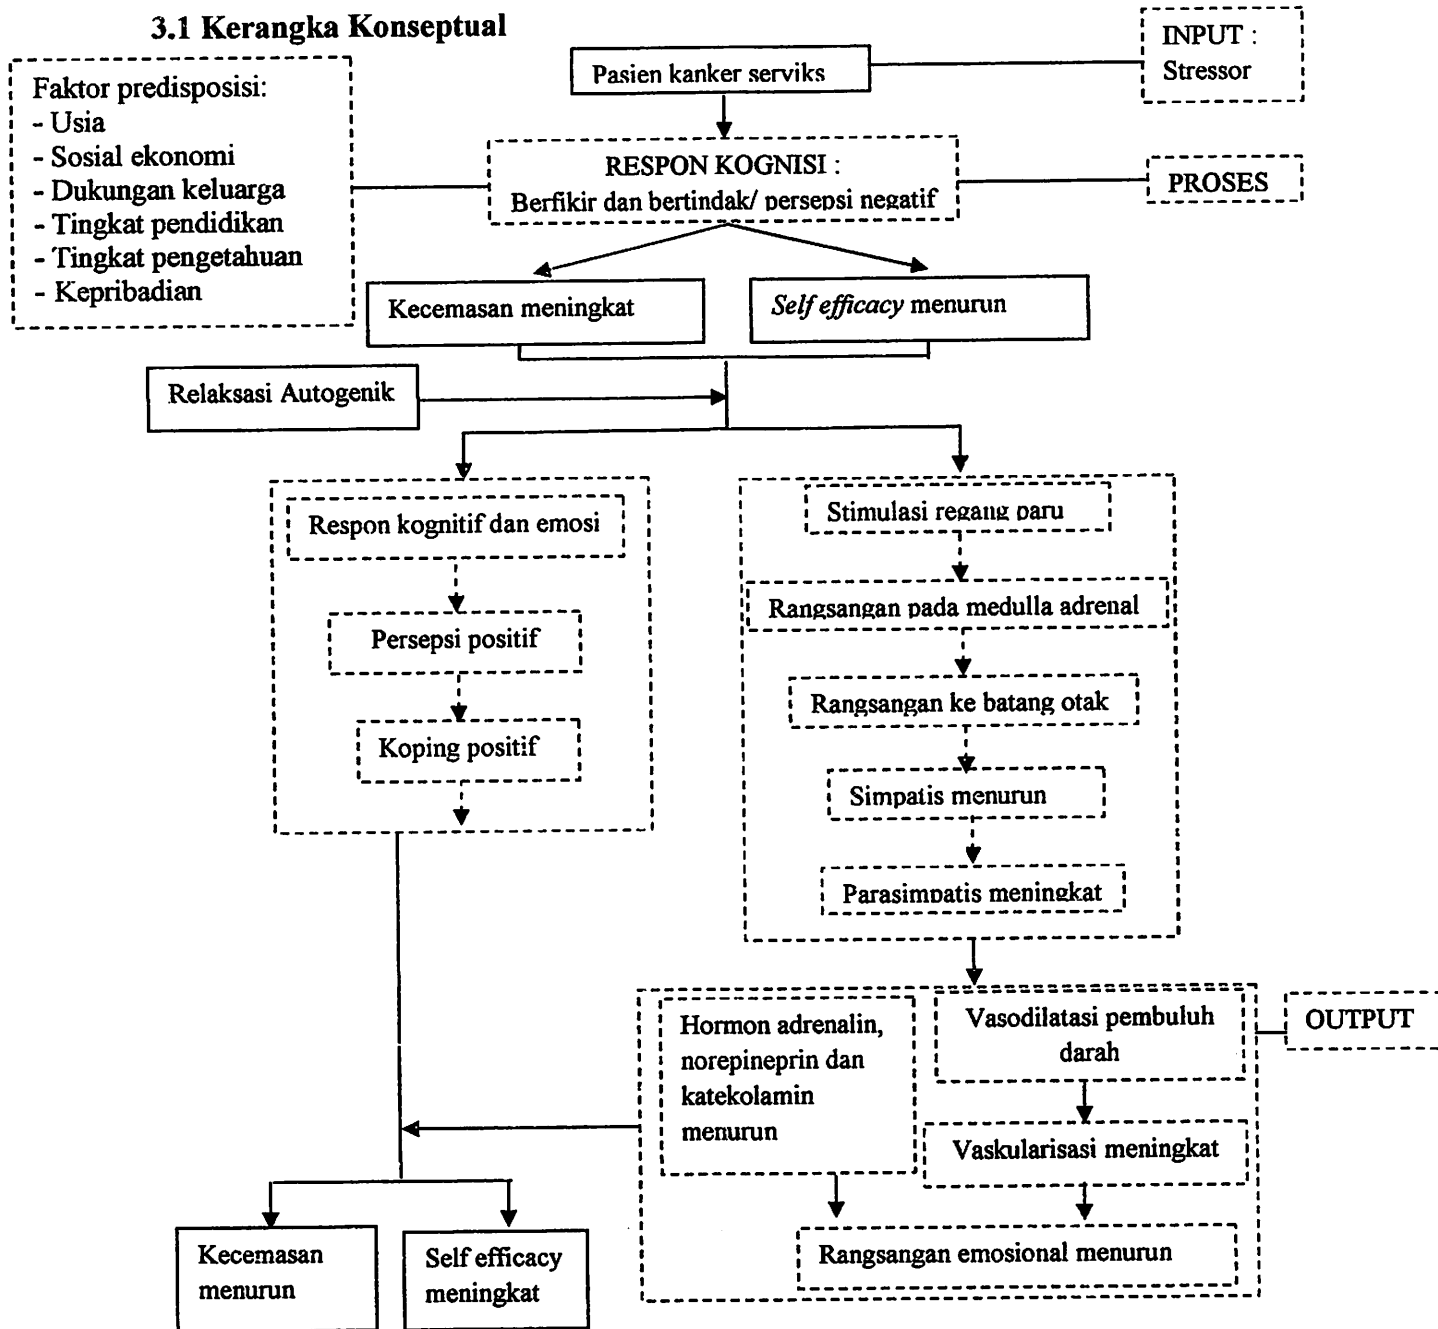 3.1 Kerangka Konseptual
INPUT :
Stressor
Pasien kanker serviks
Faktor predisposisi:
- Usia
- Sosial ekonomi
- Dukungan keluarga
- Tingkat pendidikan
- Tingkat pengetahuan
- Kepribadian
RESPON KOGNISI :
Berfikir dan bertindak/ persepsi negatif
PROSES
Kecemasan meningkat
Self efficacy menurun
Relaksasi Autogenik
Respon kognitif dan emosi
Persepsi positif
Koping positif
Stimulasi regang paru
Rangsangan pada medulla adrenal
Rangsangan ke batang otak
Simpatis menurun
Parasimpatis meningkat
Hormon adrenalin,
norepineprin dan
katekolamin
menurun
Vasodilatasi pembuluh
darah
OUTPUT
Vaskularisasi meningkat
Rangsangan emosional menurun
Kecemasan
menurun
Self efficacy
meningkat